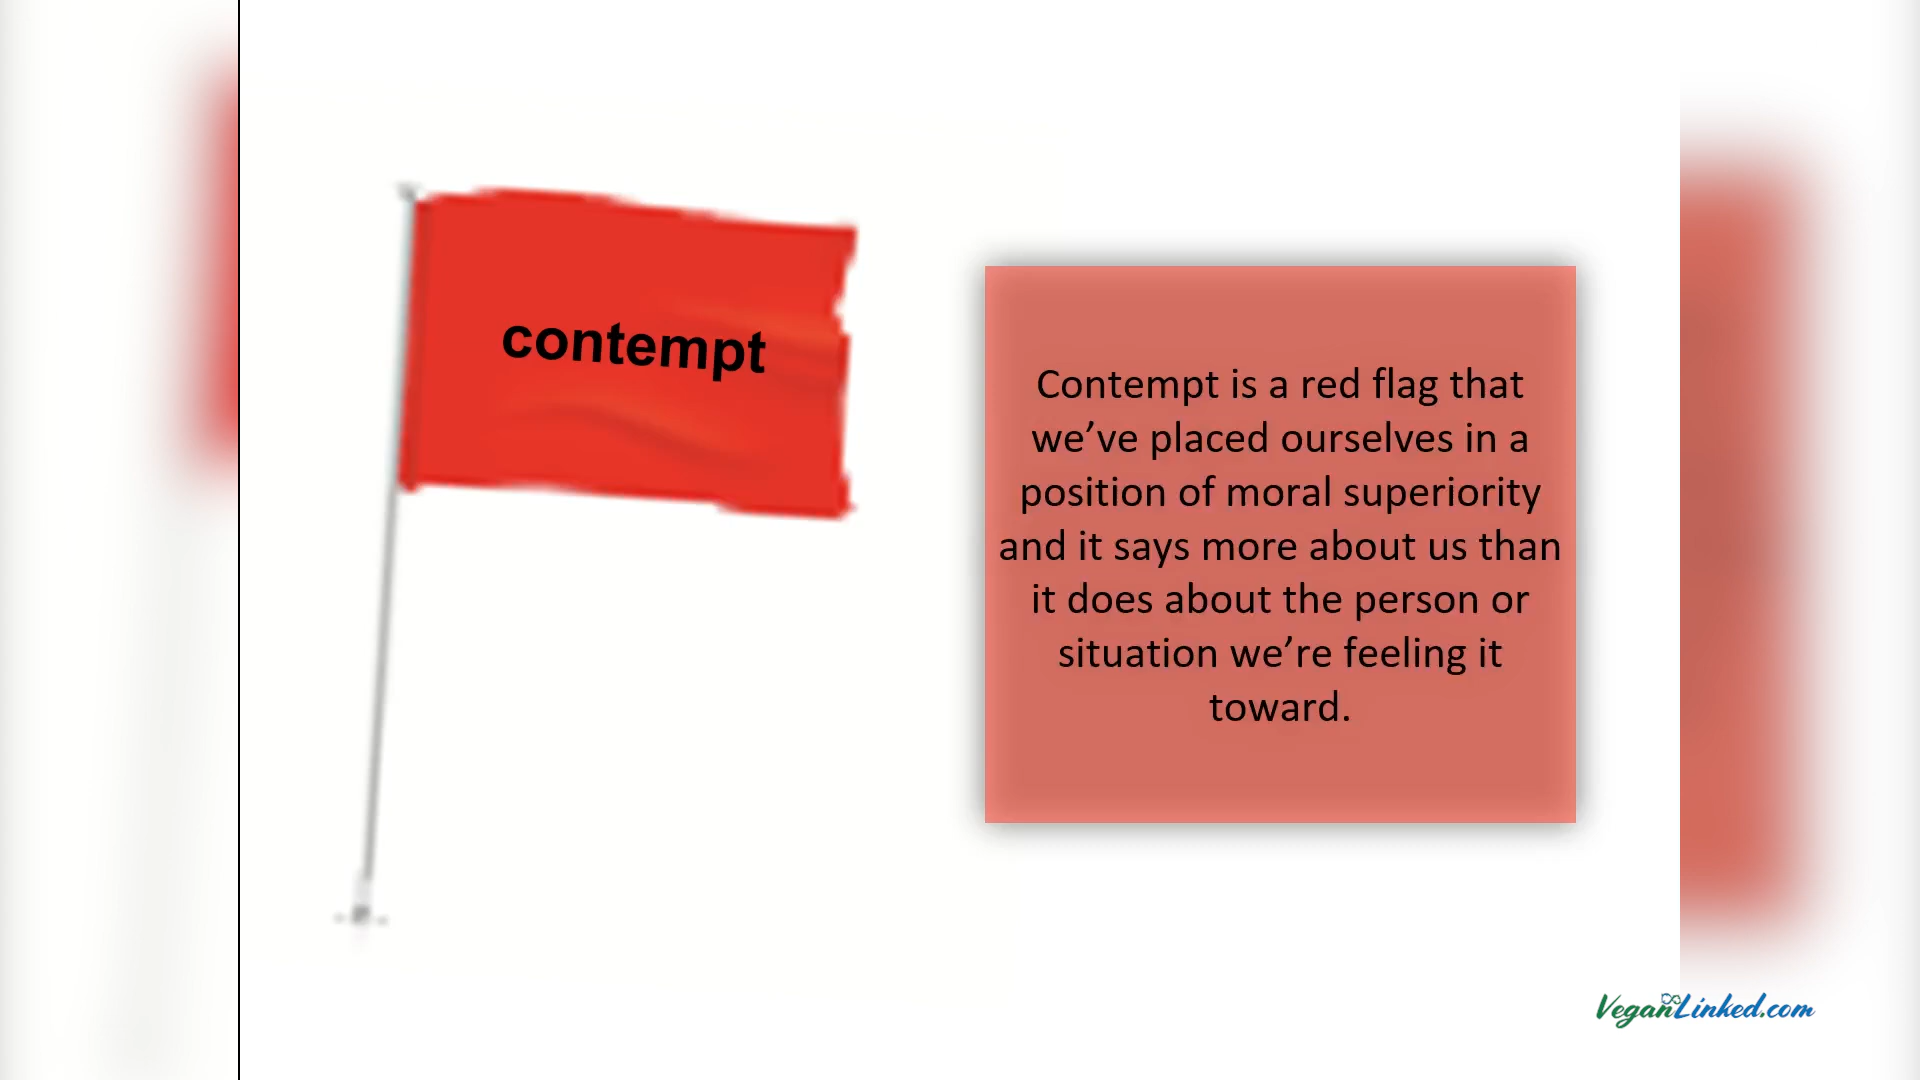 contempt
Contempt is a red flag that
we’ve placed ourselves in a
position of moral superiority
and it says more about us than
it does about the person or
situation we’re feeling it
toward.
VeganLinked.com